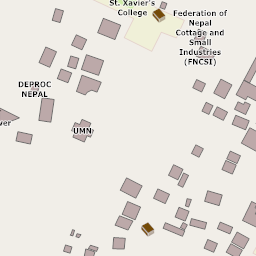 St. Xavier's
College
Federation of
Nepal
Cottage and
Small
Industries
(FNCSI)
DEPROC
NEPAL
UMN